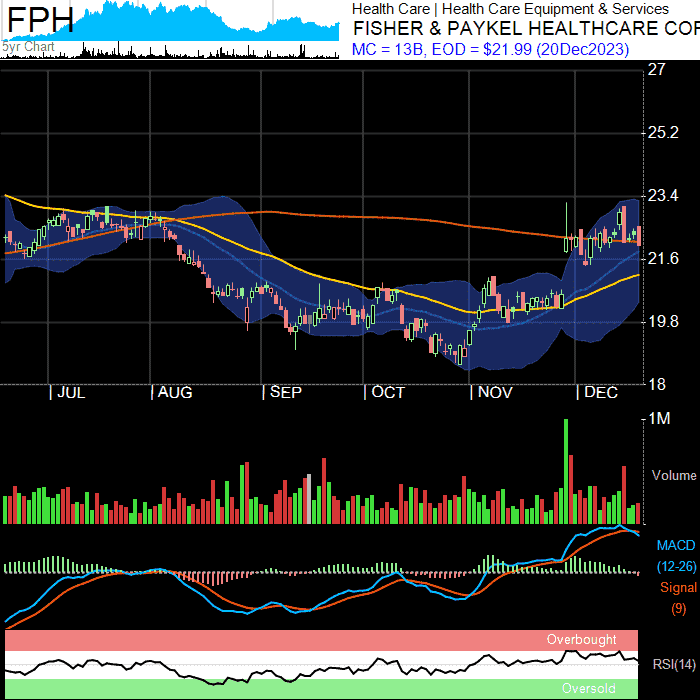 FPH
5yr Chart
Health Care | Health Care Equipment & Services
FISHER & PAYKEL HEALTHCARE COR
MC = 13B, EOD = $21.99 (20Dec2023)
27
25.2
23.4
21.6
19.8
18
JUL
AUG
SEP
OCT
NOV
DEC
1M
Volume
MACD
(12-26)
Signal
(9)
Overbought
RSI(14)
Oversold